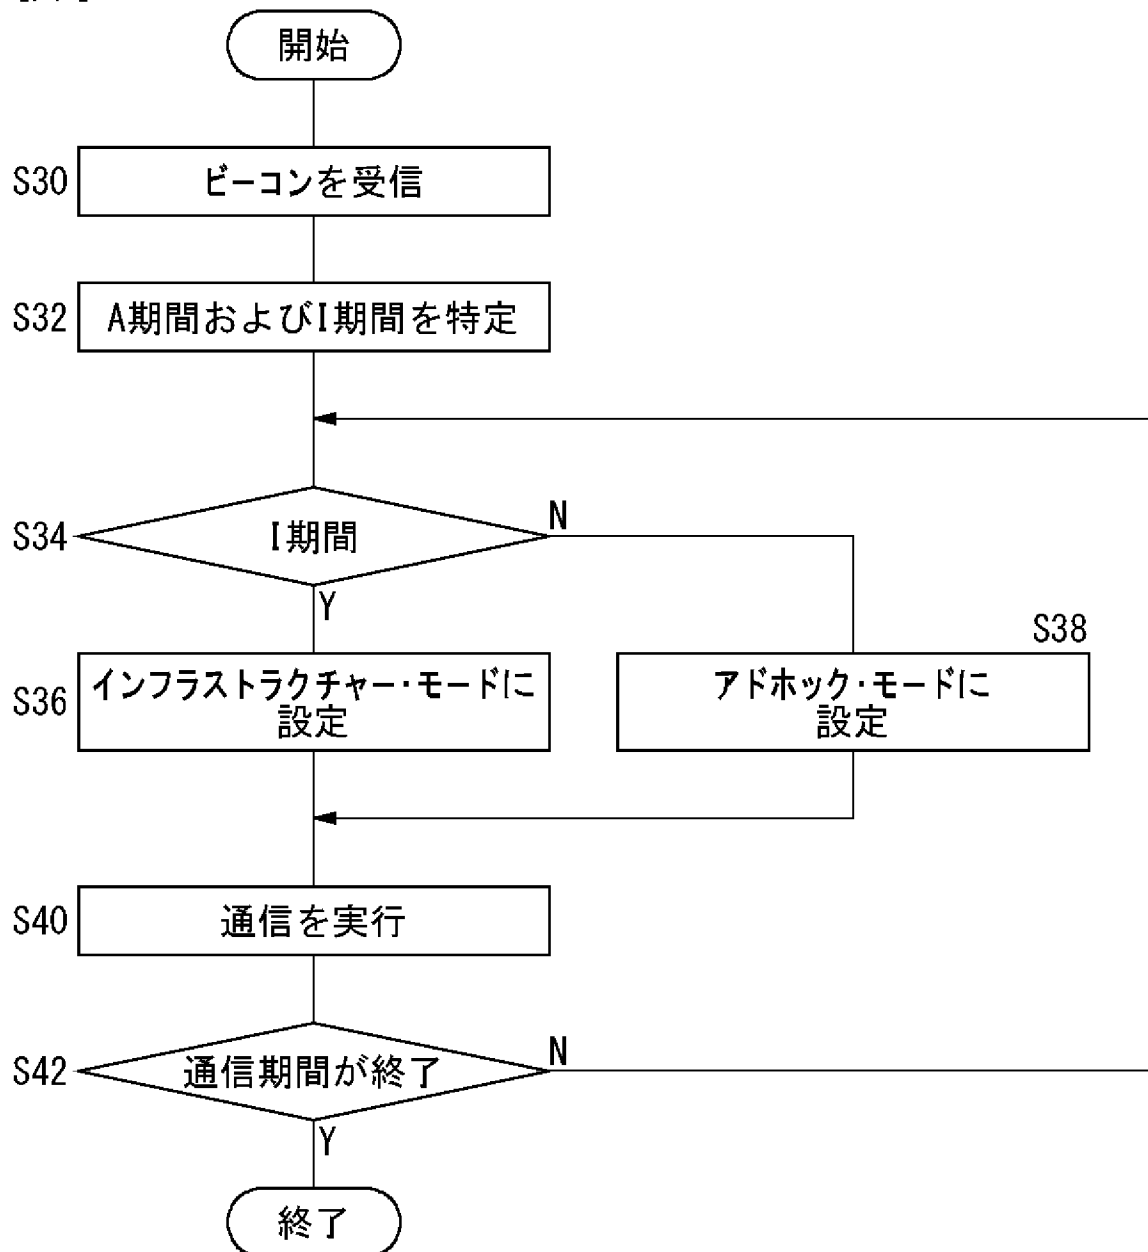 開始
S30
ビーコンを受信
S32
A期間およびI期間を特定
S34
I期間
N
Y
S38
S36
インフラストラクチャー・モードに
設定
アドホック・モードに
設定
S40
通信を実行
S42
通信期間が終了
N
Y
終了